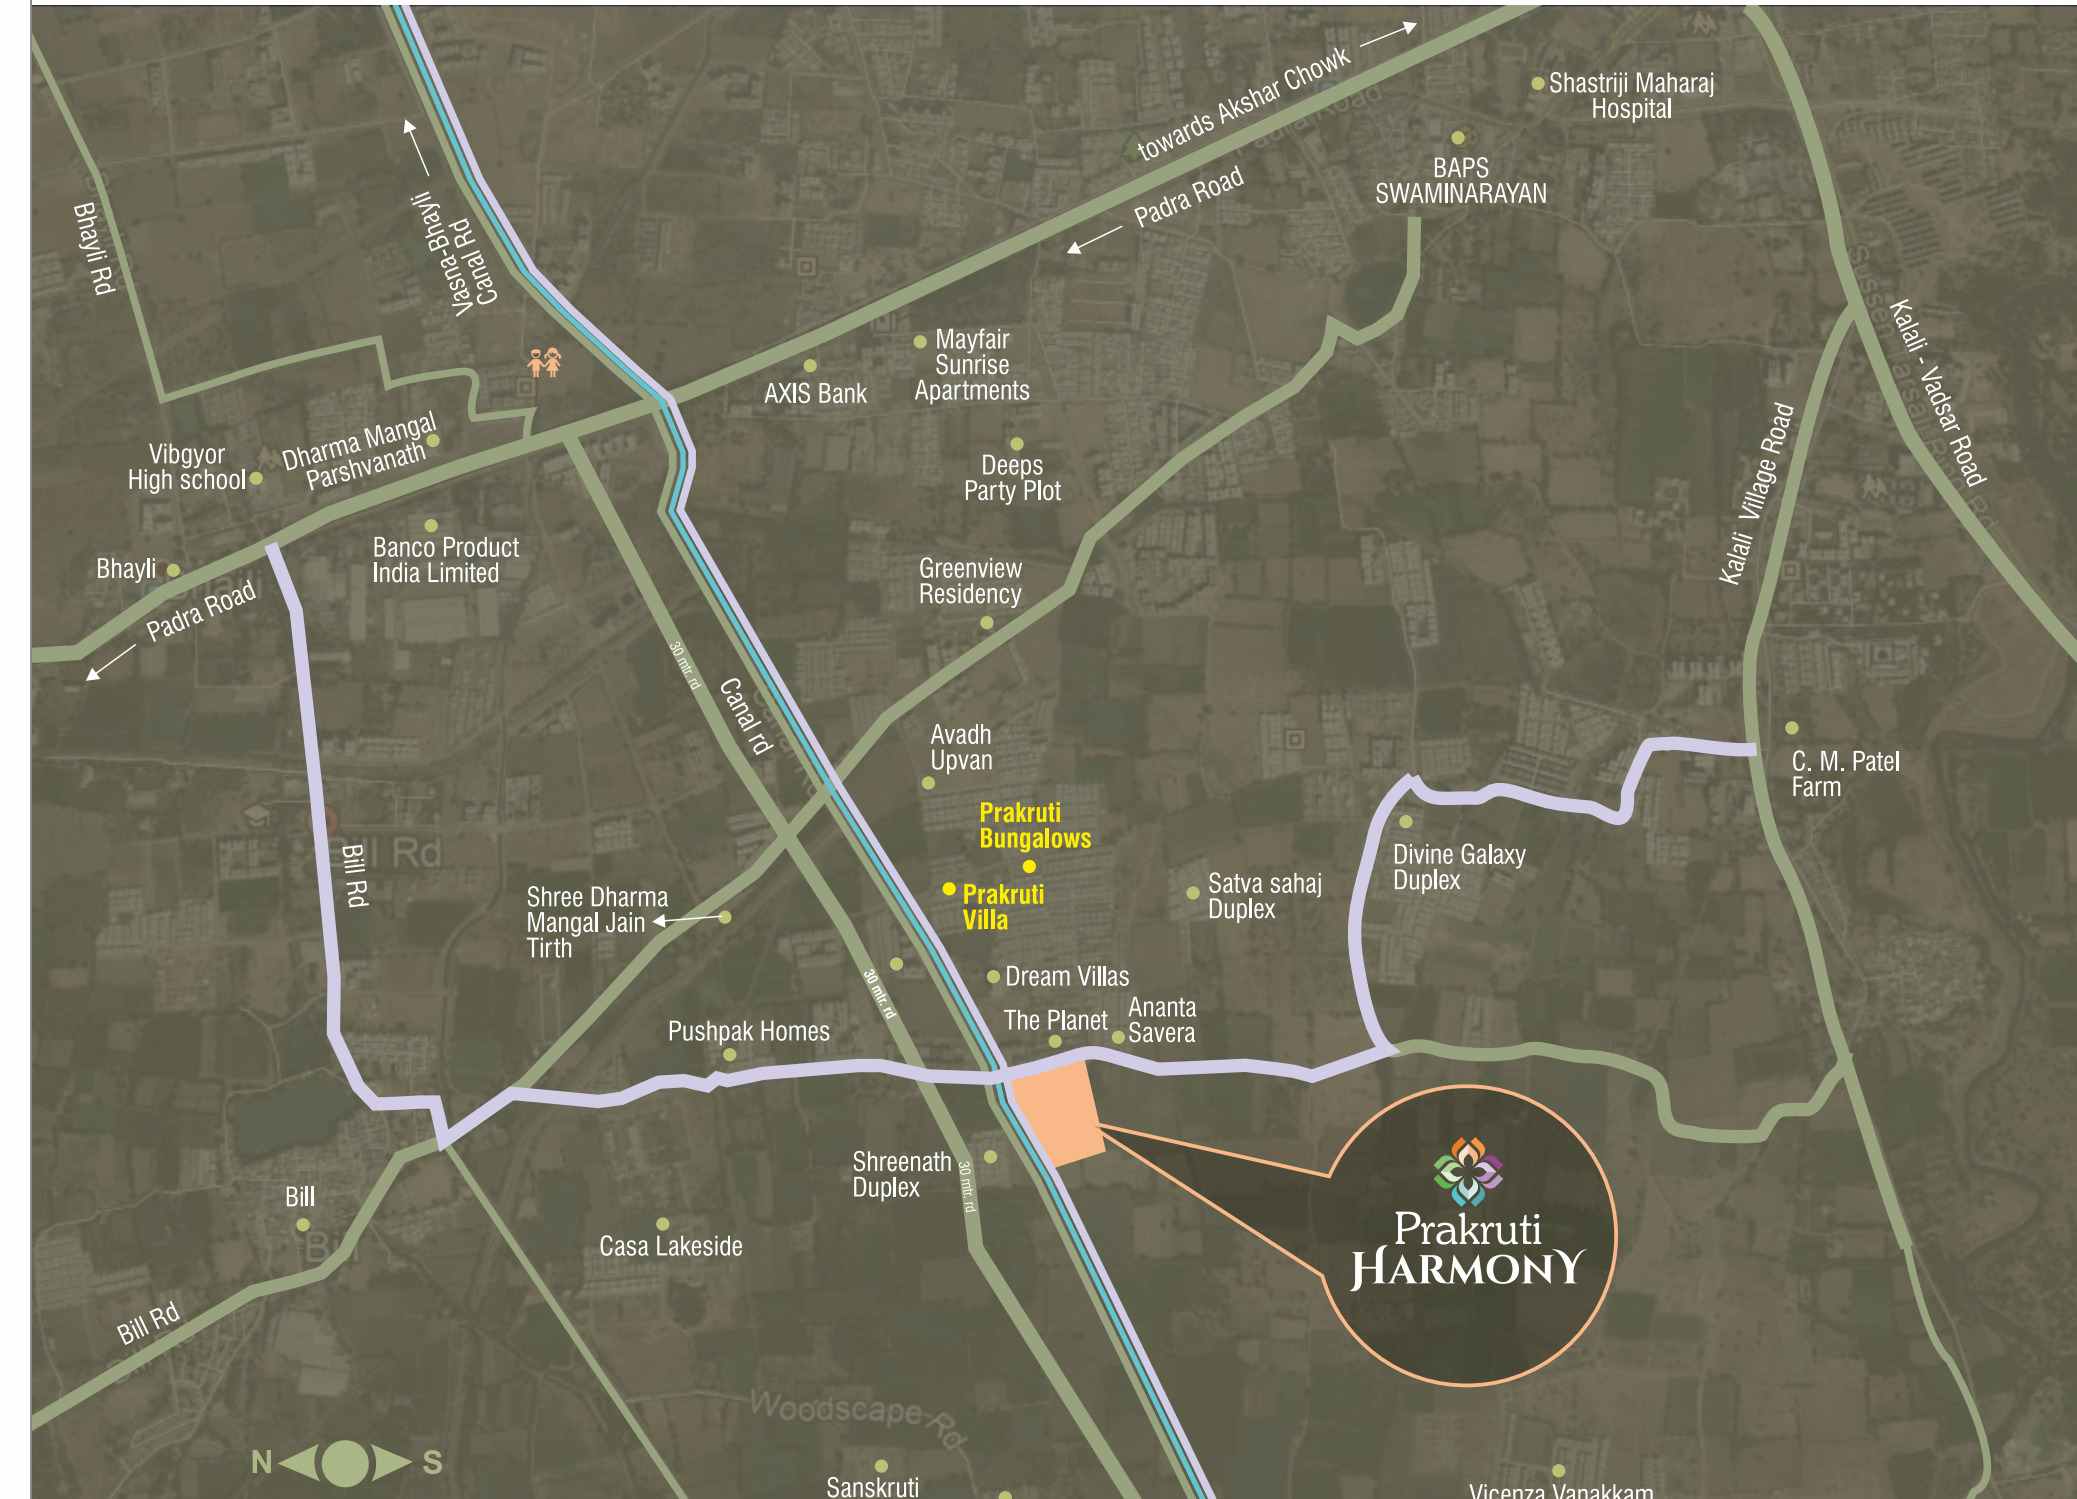 towards Akshar Chowk
Padra Road
Shastriji Maharaj
Hospital
BAPS
SWAMINARAYAN
Bhayli Rd
Vasna-Bhayli
Canal Rd
Kalali - Vadsar Road
Kalali Village Road
Mayfair
Sunrise
Apartments
AXIS Bank
Deeps
Party Plot
Vibgyor
High school
Dharma Mangal
Parshvanath
Banco Product
India Limited
Bhayli
Padra Road
Greenview
Residency
30 mtr. rd
Canal rd
Avadh
Upvan
C. M. Patel
Farm
Prakruti
Bungalows
Prakruti
Villa
Bill Rd
Bill Rd
Shree Dharma
Mangal Jain
Tirth
Satva sahaj
Duplex
Divine Galaxy
Duplex
30 mtr. rd
Dream Villas
The Planet
Ananta
Savera
Pushpak Homes
Shreenath
Duplex
30 mtr. rd
Bill
Bill
Casa Lakeside
Prakruti
HARMONY
Bill Rd
Woodscape Rd
N S
Sanskruti
Vicenza Vanakkam